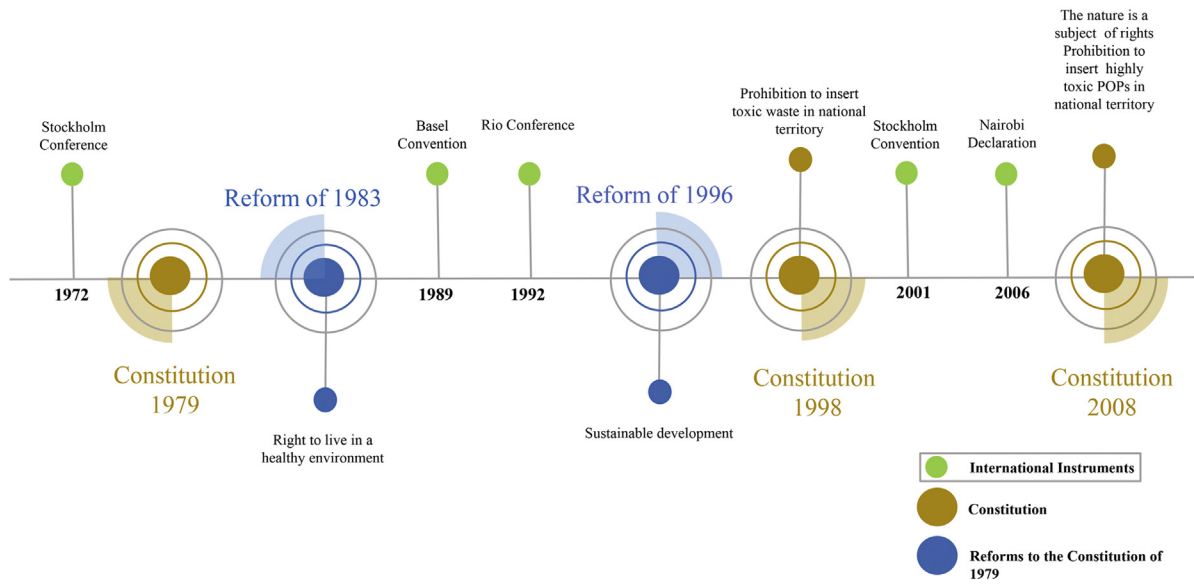 Stockholm
Conference
1972
Constitution
1979
Reform of 1983
Right to live in a
healthy environment
Basel
Convention
1989
Rio Conference
1992
Reform of 1996
Sustainable development
Prohibition to insert
toxic waste in national
territory
Constitution
1998
Stockholm
Convention
2001
Nairobi
Declaration
2006
The nature is a
subject of rights
Prohibition to
insert highly
toxic POPs in
national territory
Constitution
2008
International Instruments
Constitution
Reforms to the Constitution of
1979